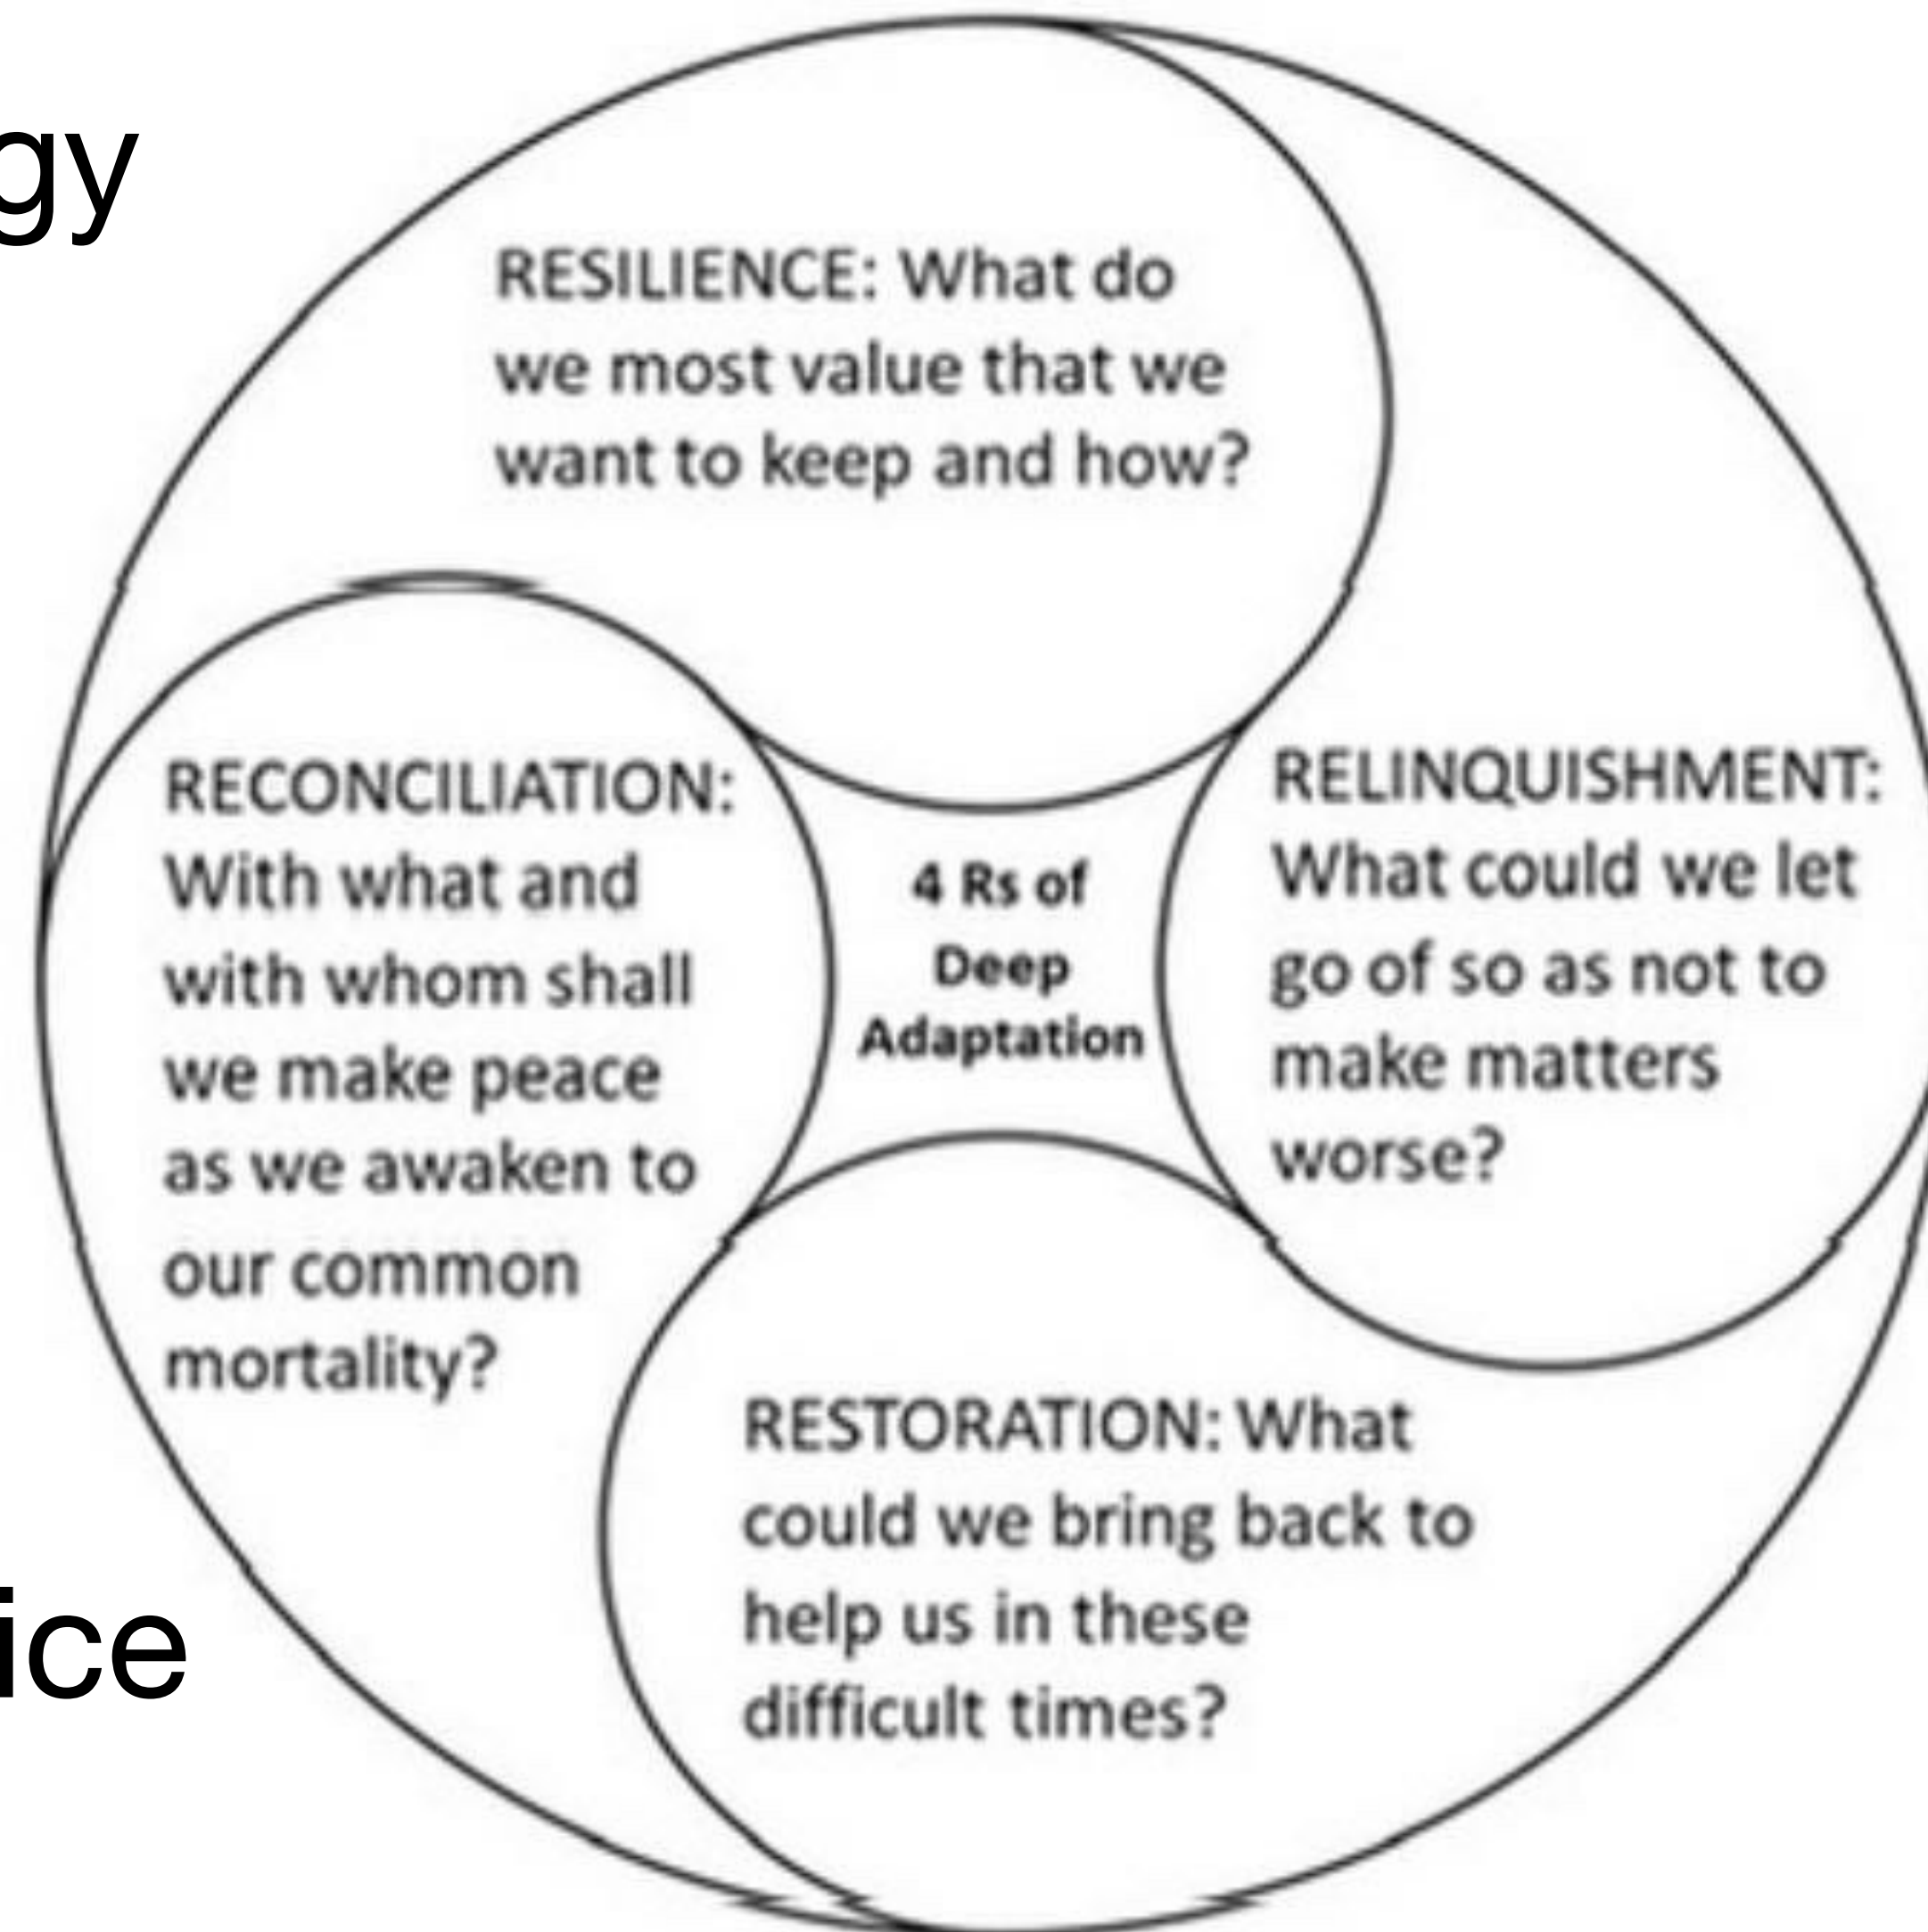 gy
RESILIENCE: What do
we most value that we
want to keep and how?
RECONCILIATION:
With what and
with whom shall
we make peace
as we awaken to
our common
mortality?
4 Rs of
Deep
Adaptation
RELINQUISHMENT:
What could we let
go of so as not to
make matters
worse?
RESTORATION: What
could we bring back to
help us in these
difficult times?
ice